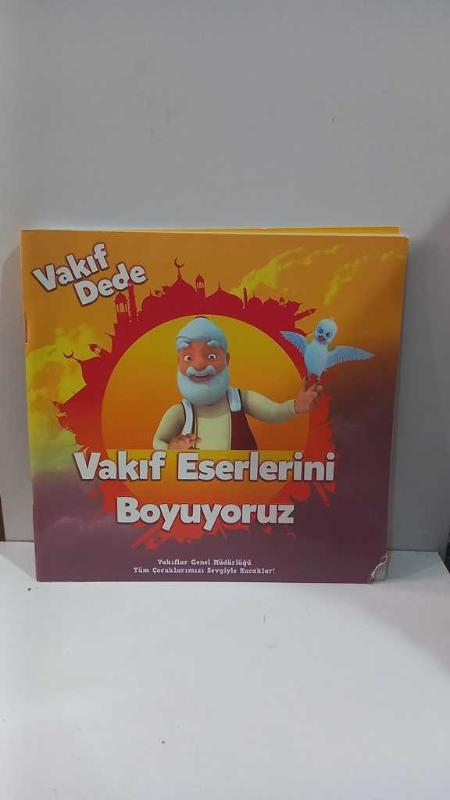 Vakıf
Dede
Vakıf Eserlerini
Boyuyoruz
Vakıflar Genel Müdürlüğü
Tüm Çocuklarımızı Sevgiyle Kucaklar!